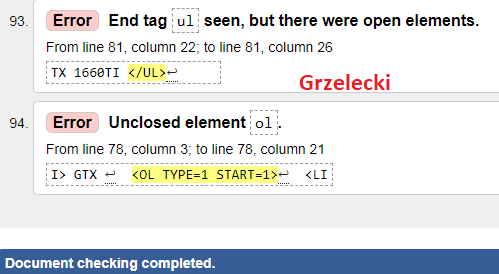 93. Error End tag ul seen, but there were open elements.
From line 81, column 22; to line 81, column 26
TX 1660TI </UL>↩
Grzelecki
94. Error Unclosed element ol.
From line 78, column 3; to line 78, column 21
I> GTX ↩ <OL TYPE=1 START=1>↩ <LI
Document checking completed.